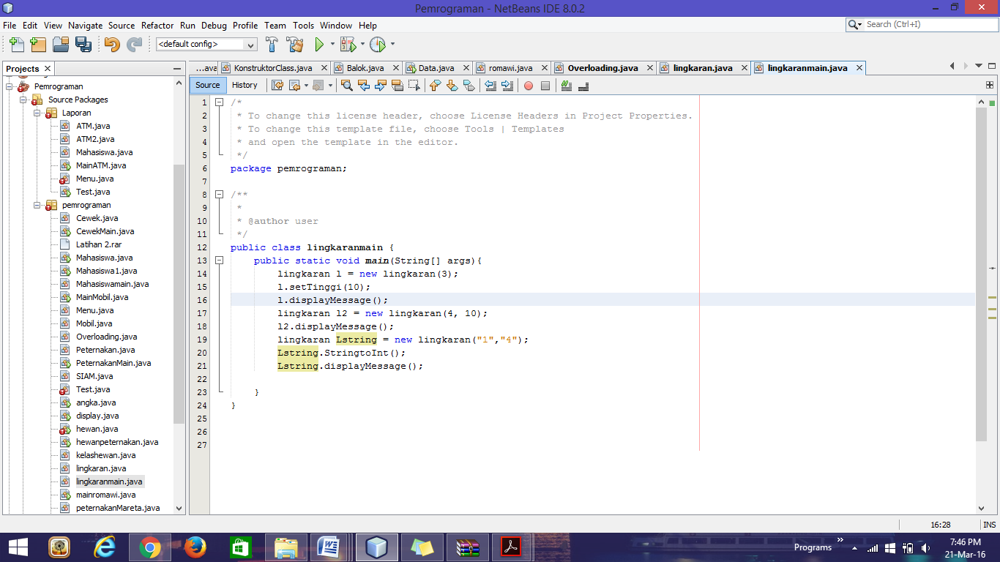 Pemrograman - NetBeans IDE 8.0.2
File Edit View Navigate Source Refactor Run Debug Profile Team Tools Window Help
Search (Ctrl+I)
<default config>
Projects
...ava KonstruktorClass.java Balok.java Data.java romawi.java Overloading.java lingkaran.java lingkaranmain.java
Source History
Pemrograman
Source Packages
Laporan
ATM.java
ATM2.java
Mahasiswa.java
MainATM.java
Menu.java
Test.java
pemrograman
Cewek.java
CewekMain.java
Latihan 2.rar
Mahasiswa.java
Mahasiswa1.java
Mahasiswamain.java
MainMobil.java
Menu.java
Mobil.java
Overloading.java
Peternakan.java
PeternakanMain.java
SIAM.java
Test.java
angka.java
display.java
hewan.java
hewanpeternakan.java
kelashewan.java
lingkaran.java
lingkaranmain.java
mainromawi.java
peternakanMareta.java
1 /*
2 * To change this license header, choose License Headers in Project Properties.
3 * To change this template file, choose Tools | Templates
4 * and open the template in the editor.
5 */
6 package pemrograman;
7
8 /**
9 *
10 * @author user
11 */
12 public class lingkaranmain {
13 public static void main(String[] args){
14 lingkaran l = new lingkaran(3);
15 l.setTinggi(10);
16 l.displayMessage();
17 lingkaran l2 = new lingkaran(4, 10);
18 l2.displayMessage();
19 lingkaran Lstring = new lingkaran("1","4");
20 Lstring.StringtoInt();
21 Lstring.displayMessage();
22
23 }
24 }
25
26
27
16:28 INS
Programs
7:46 PM
21-Mar-16